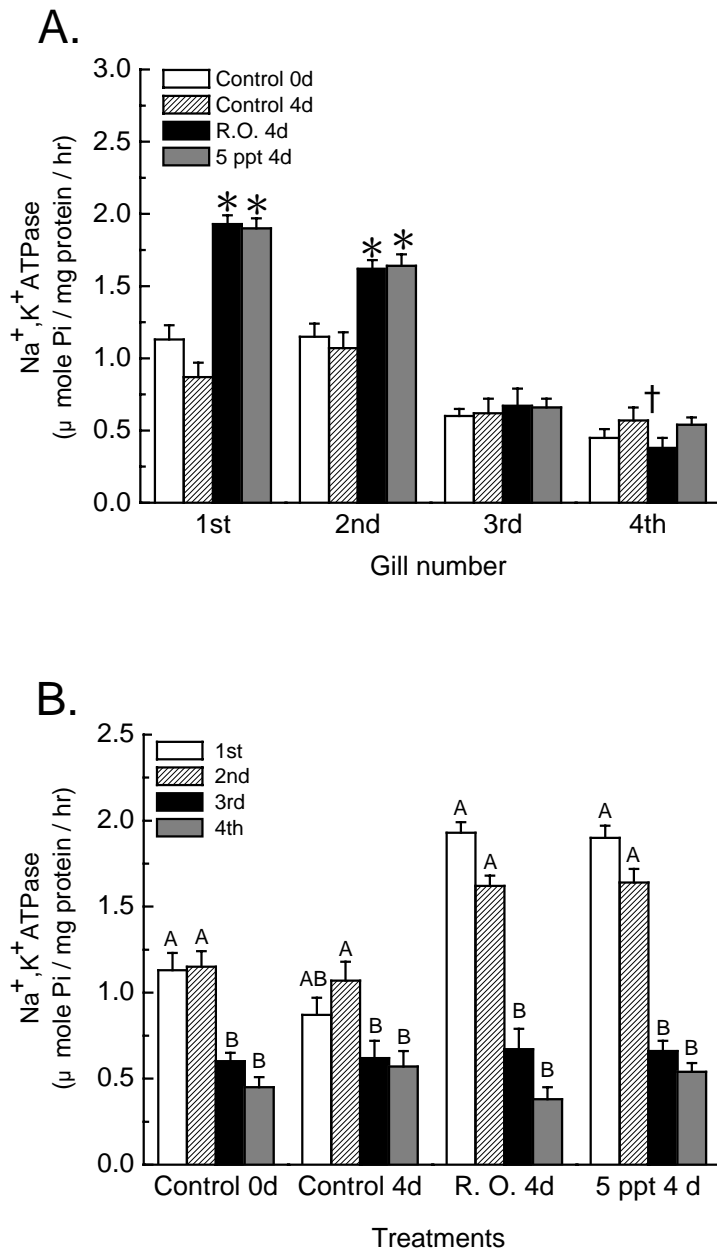 A.
3.0
2.5
2.0
1.5
1.0
0.5
0.0
Na+,K+ATPase
(μ mole Pi / mg protein / hr)
Control 0d
Control 4d
R.O. 4d
5 ppt 4d
* *
* *
†
1st 2nd 3rd 4th
Gill number
B.
2.5
2.0
1.5
1.0
0.5
0.0
Na+,K+ATPase
(μ mole Pi / mg protein / hr)
1st
2nd
3rd
4th
A A B B
AB A B B
A A B B
A A B B
Control 0d Control 4d R. O. 4d 5 ppt 4 d
Treatments